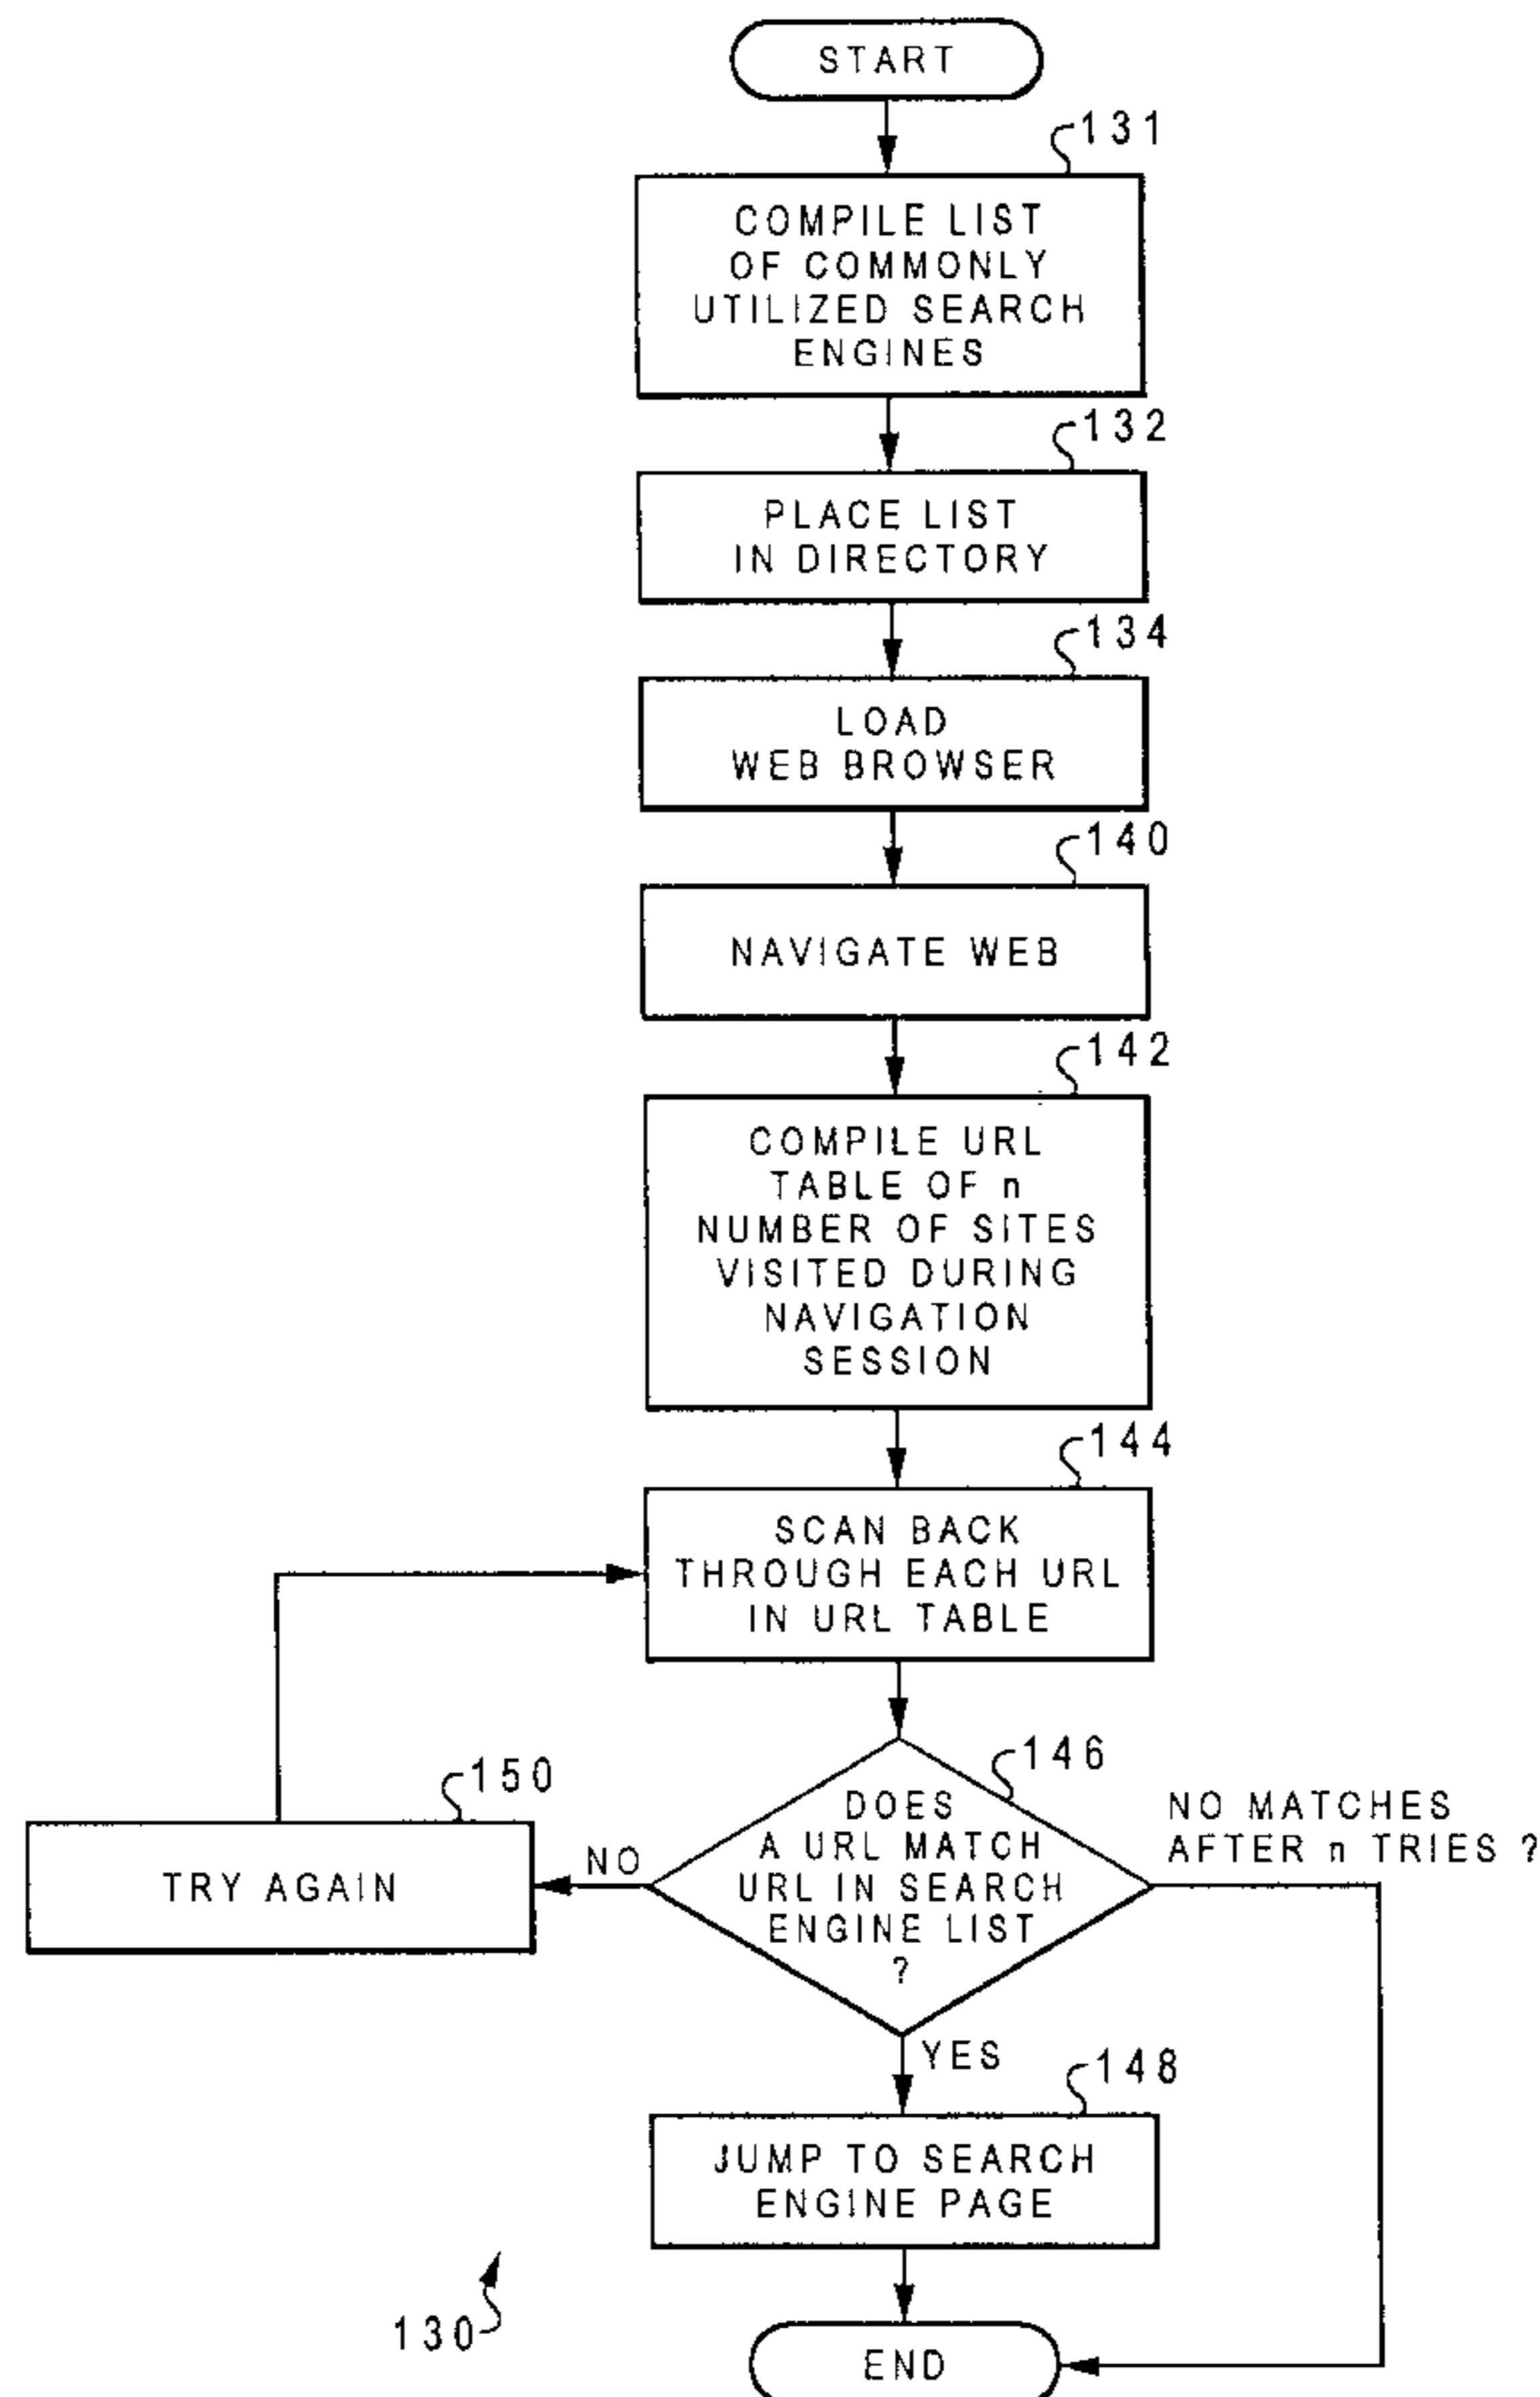 START
131
COMPILE LIST
OF COMMONLY
UTILIZED SEARCH
ENGINES
132
PLACE LIST
IN DIRECTORY
134
LOAD
WEB BROWSER
140
NAVIGATE WEB
142
COMPILE URL
TABLE OF n
NUMBER OF SITES
VISITED DURING
NAVIGATION
SESSION
144
SCAN BACK
THROUGH EACH URL
IN URL TABLE
146
DOES
A URL MATCH
URL IN SEARCH
ENGINE LIST
?
NO MATCHES
AFTER n TRIES ?
150
TRY AGAIN
NO
YES
148
JUMP TO SEARCH
ENGINE PAGE
130
END